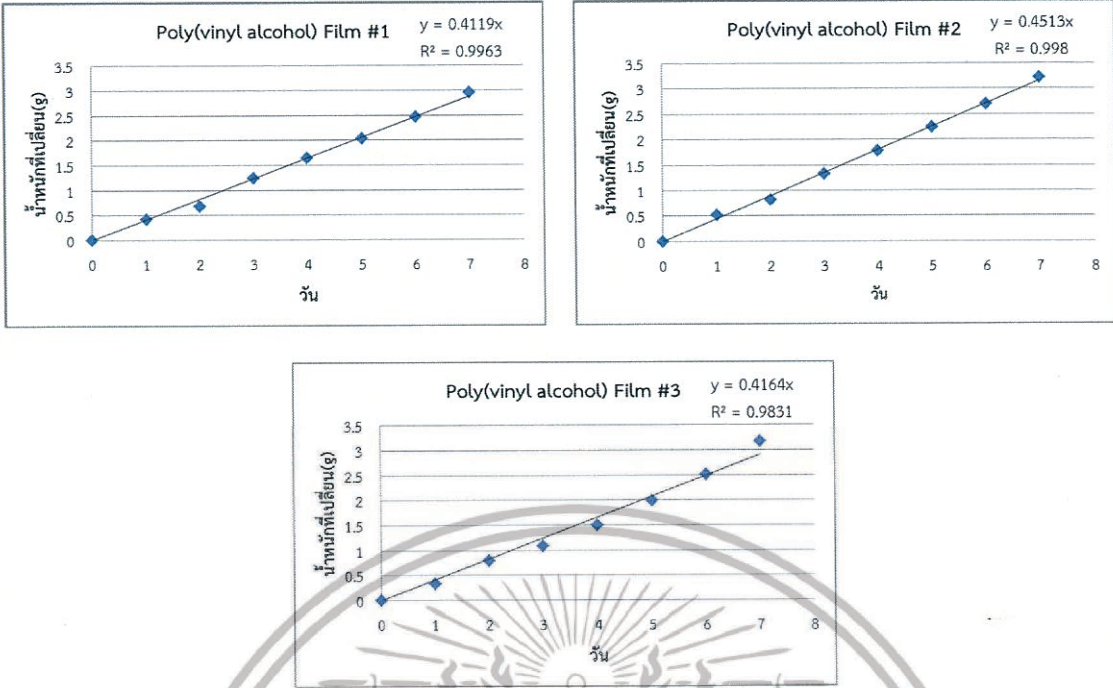 Poly(vinyl alcohol) Film #1
y = 0.4119x
R² = 0.9963
น้ำหนักที่เปลี่ยน(g)
3.5
3
2.5
2
1.5
1
0.5
0
0 1 2 3 4 5 6 7 8
วัน
Poly(vinyl alcohol) Film #2
y = 0.4513x
R² = 0.998
น้ำหนักที่เปลี่ยน(g)
3.5
3
2.5
2
1.5
1
0.5
0
0 1 2 3 4 5 6 7 8
วัน
Poly(vinyl alcohol) Film #3
y = 0.4164x
R² = 0.9831
น้ำหนักที่เปลี่ยน(g)
3.5
3
2.5
2
1.5
1
0.5
0
0 1 2 3 4 5 6 7 8
วัน